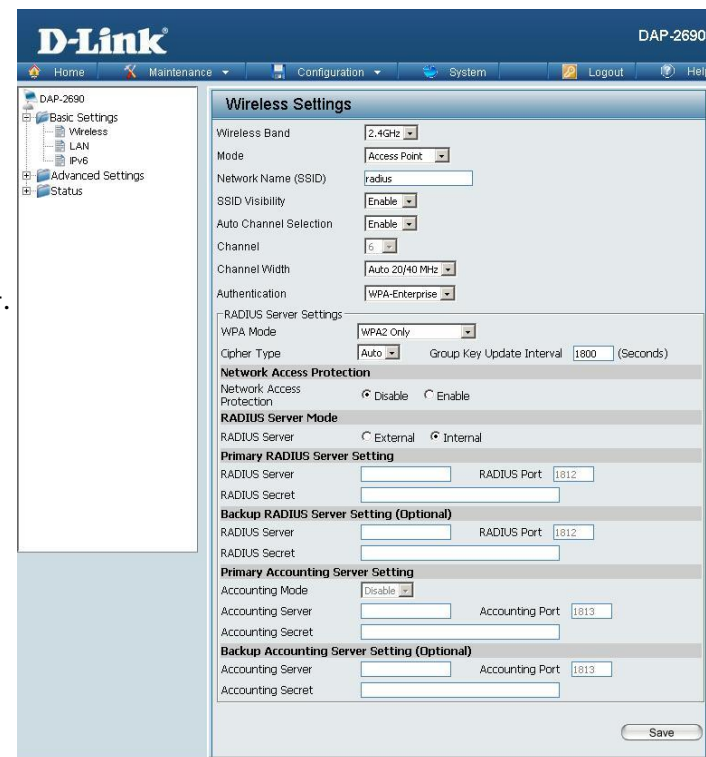 D-Link
DAP-2690
Home Maintenance Configuration System Logout Hel
DAP-2690
Basic Settings
Wireless
LAN
IPv6
Advanced Settings
Status
Wireless Settings
Wireless Band 2.4GHz
Mode Access Point
Network Name (SSID) radius
SSID Visibility Enable
Auto Channel Selection Enable
Channel 6
Channel Width Auto 20/40 MHz
Authentication WPA-Enterprise
RADIUS Server Settings
WPA Mode WPA2 Only
Cipher Type Auto Group Key Update Interval 1800 (Seconds)
Network Access Protection
Network Access
Protection Disable Enable
RADIUS Server Mode
RADIUS Server External Internal
Primary RADIUS Server Setting
RADIUS Server RADIUS Port 1812
RADIUS Secret
Backup RADIUS Server Setting (Optional)
RADIUS Server RADIUS Port 1812
RADIUS Secret
Primary Accounting Server Setting
Accounting Mode Disable
Accounting Server Accounting Port 1813
Accounting Secret
Backup Accounting Server Setting (Optional)
Accounting Server Accounting Port 1813
Accounting Secret
Save